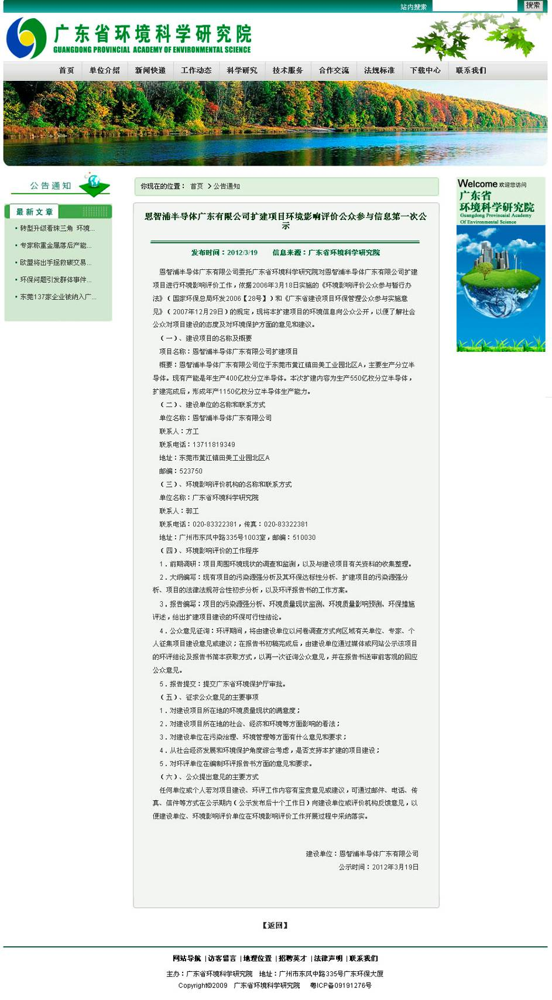 站内搜索 搜索
广东省环境科学研究院
GUANGDONG PROVINCIAL ACADEMY OF ENVIRONMENTAL SCIENCE
首页 单位介绍 新闻快递 工作动态 科学研究 技术服务 合作交流 法规标准 下载中心 联系我们
公告通知
最新文章
• 转型升级看珠三角 环境...
• 专家称重金属落后产能...
• 欧盟将出手拯救碳交易...
• 环保问题引发群体事件...
• 东莞137家企业被纳入广...
你现在的位置： 首页 > 公告通知
恩智浦半导体广东有限公司扩建项目环境影响评价公众参与信息第一次公
示
发布时间：2012/3/19 信息来源：广东省环境科学研究院
恩智浦半导体广东有限公司委托广东省环境科学研究院对恩智浦半导体广东有限公司扩建
项目进行环境影响评价工作，依据2006年3月18日实施的《环境影响评价公众参与暂行办
法》（国家环保总局环发2006【28号】）和《广东省建设项目环保管理公众参与实施意
见》（2007年12月29日）的规定，现将本扩建项目的环境信息向公众公开，以便了解社会
公众对项目建设的态度及对环境保护方面的意见和建议。
（一）、建设项目的名称及概要
项目名称：恩智浦半导体广东有限公司扩建项目
概要：恩智浦半导体广东有限公司位于东莞市黄江镇田美工业园北区A，主要生产分立半
导体。现有产能是年生产400亿枚分立半导体。本次扩建内容为生产550亿枚分立半导体，
扩建完成后，形成年产1150亿枚分立半导体生产能力。
（二）、建设单位的名称和联系方式
单位名称：恩智浦半导体广东有限公司
联系人：方工
联系电话：13711819349
地址：东莞市黄江镇田美工业园北区A
邮编：523750
（三）、环境影响评价机构的名称和联系方式
单位名称：广东省环境科学研究院
联系人：郭工
联系电话：020-83322381，传真：020-83322381
地址：广州市东风中路335号1003室，邮编：510030
（四）、环境影响评价的工作程序
1．前期调研：项目周围环境现状的调查和监测，以及与建设项目有关资料的收集整理。
2．大纲编写：现有项目的污染源强分析及其环保达标性分析、扩建项目的污染源强分
析、项目的法律法规符合性初步分析，以及环评报告书的工作方案。
3．报告编写：项目的污染源强分析、环境质量现状监测、环境质量影响预测、环保措施
评述，给出扩建项目建设的环保可行性结论。
4．公众意见征询：环评期间，将由建设单位以问卷调查方式向区域有关单位、专家、个
人征集项目建设意见或建议；在报告书初稿完成后，由建设单位通过媒体或网站公示该项目
的环评结论及报告书简本获取方式，以再一次征询公众意见，并在报告书送审前客观的回应
公众意见。
5．报告提交：提交广东省环境保护厅审批。
（五）、征求公众意见的主要事项
1．对建设项目所在地的环境质量现状的满意度；
2．对建设项目所在地的社会、经济和环境等方面影响的看法；
3．对建设单位在污染治理、环境管理等方面有什么意见和要求；
4．从社会经济发展和环境保护角度综合考虑，是否支持本扩建的项目建设；
5．对环评单位在编制环评报告书方面的意见和要求。
（六）、公众提出意见的主要方式
任何单位或个人若对项目建设、环评工作内容有宝贵意见或建议，可通过邮件、电话、传
真、信件等方式在公示期内（公示发布后十个工作日）向建设单位或评价机构反馈意见，以
便建设单位、环境影响评价单位在环境影响评价工作开展过程中采纳落实。
建设单位：恩智浦半导体广东有限公司
公示时间：2012年3月19日
【返回】
Welcome 欢迎您访问
广东省
环境科学研究院
Guangdong Provincaial Academy
Of Environmental Science
网站导航 | 访客留言 | 地理位置 | 招聘英才 | 法律声明 | 联系我们
主办：广东省环境科学研究院 地址：广州市东风中路335号广东环保大厦
Copyright©2009 广东省环境科学研究院 粤ICP备09191276号